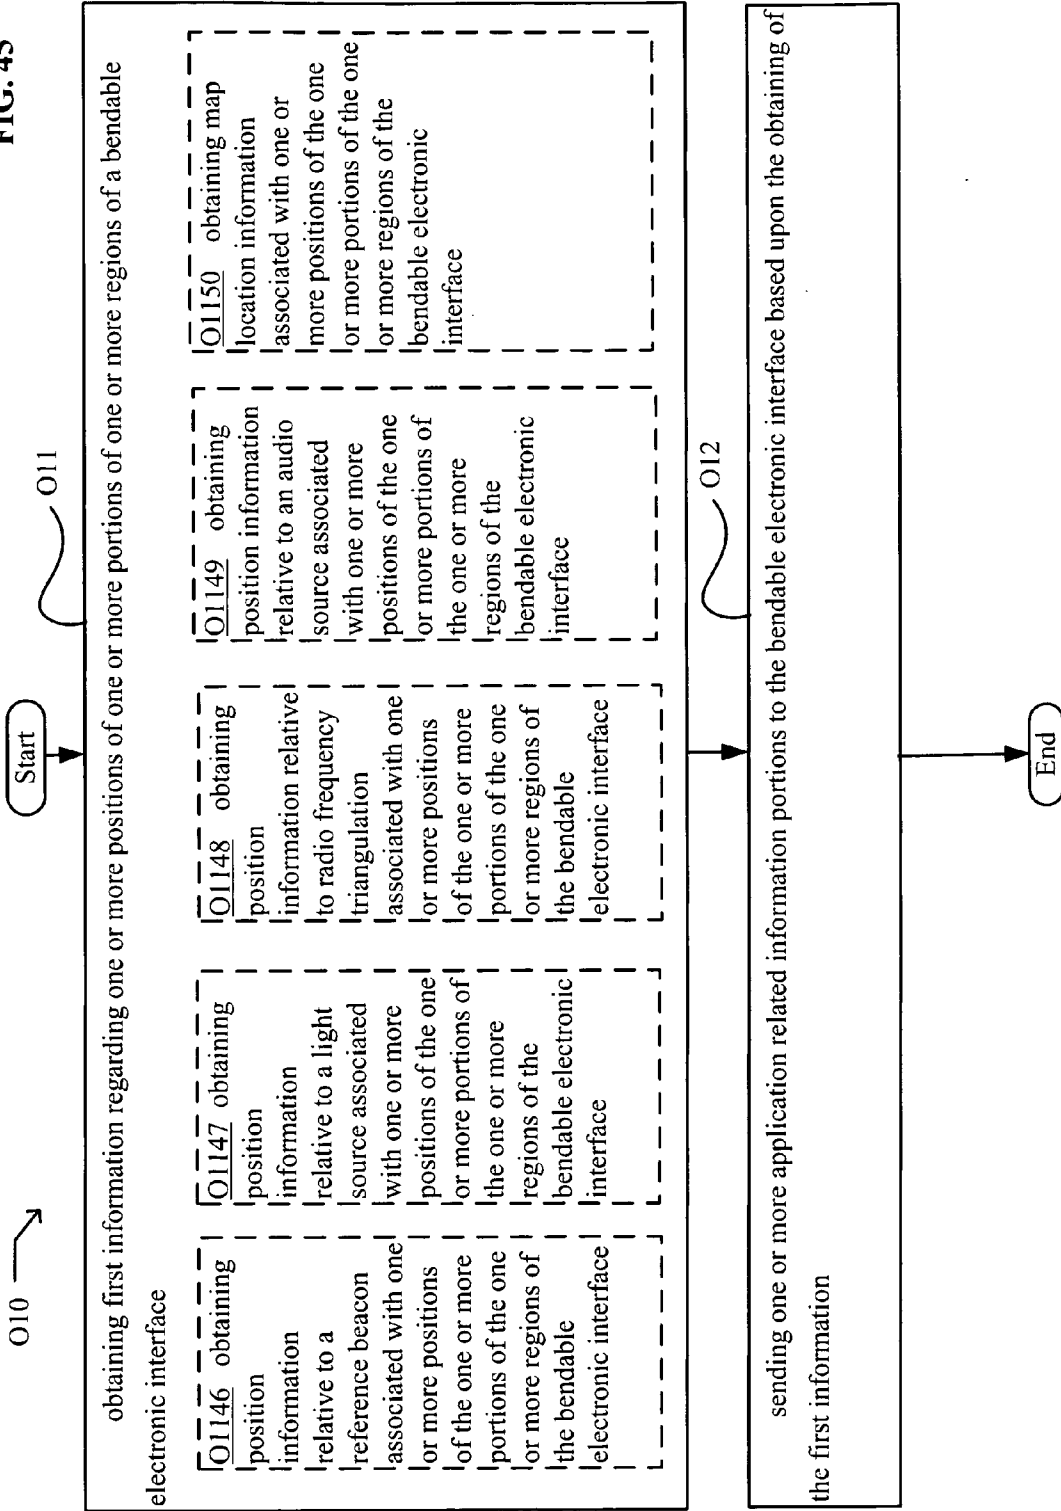 FIG. 45
O10
Start
O11
obtaining first information regarding one or more positions of one or more portions of one or more regions of a bendable
electronic interface
O1146 obtaining
position
information
relative to a
reference beacon
associated with one
or more positions
of the one or more
portions of the one
or more regions of
the bendable
electronic interface
O1147 obtaining
position
information
relative to a light
source associated
with one or more
positions of the one
or more portions of
the one or more
regions of the
bendable electronic
interface
O1148 obtaining
position
information relative
to radio frequency
triangulation
associated with one
or more positions
of the one or more
portions of the one
or more regions of
the bendable
electronic interface
O1149 obtaining
position information
relative to an audio
source associated
with one or more
positions of the one
or more portions of
the one or more
regions of the
bendable electronic
interface
O1150 obtaining map
location information
associated with one or
more positions of the one
or more portions of the one
or more regions of the
bendable electronic
interface
O12
sending one or more application related information portions to the bendable electronic interface based upon the obtaining of
the first information
End